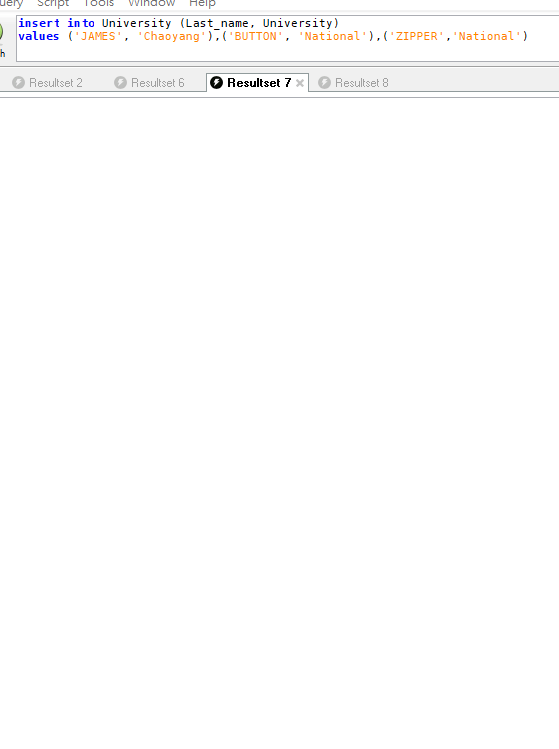 Script Tools Window Help
insert into University (Last_name, University)
values ('JAMES', 'Chaoyang'),('BUTTON', 'National'),('ZIPPER','National')
Resultset 2 Resultset 6 Resultset 7 Resultset 8